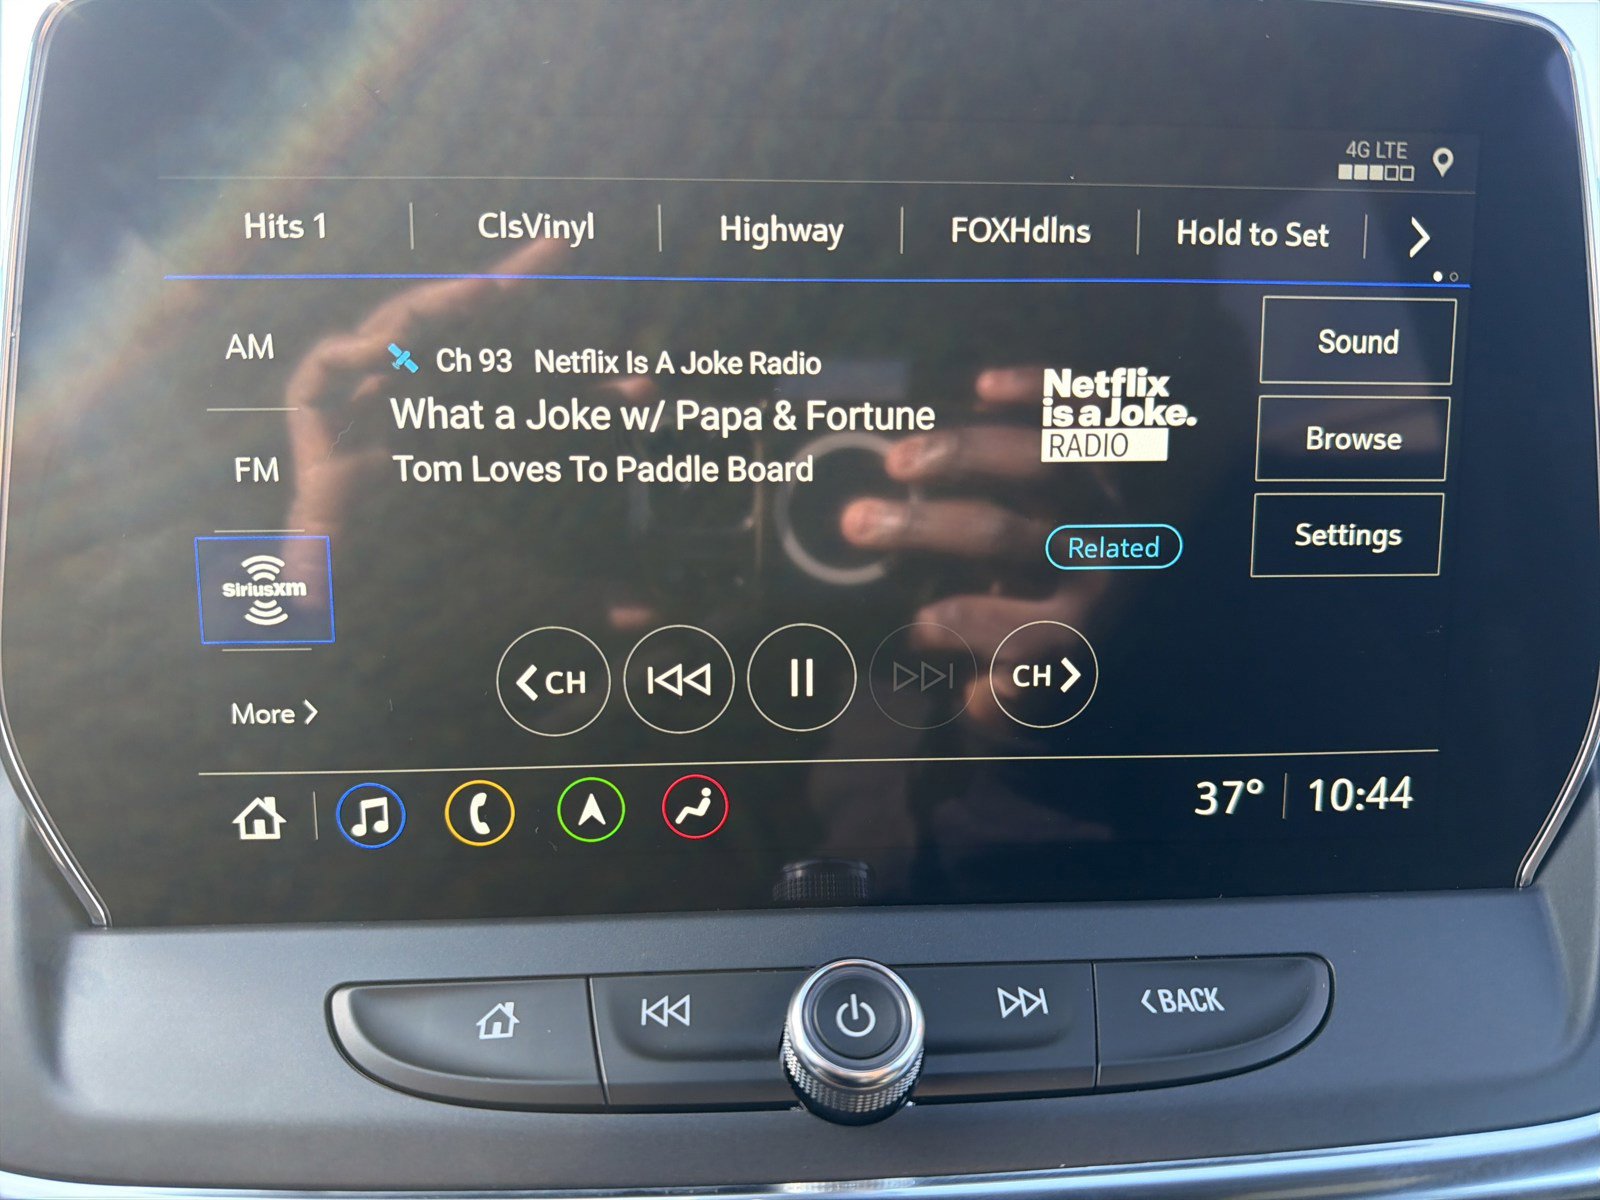 4G LTE
Hits 1
ClsVinyl
Highway
FOXHdlns
Hold to Set
AM
FM
SiriusXM
More
Ch 93 Netflix Is A Joke Radio
What a Joke w/ Papa & Fortune
Tom Loves To Paddle Board
Netflix
is a Joke.
RADIO
Related
Sound
Browse
Settings
CH
CH
37° 10:44
BACK